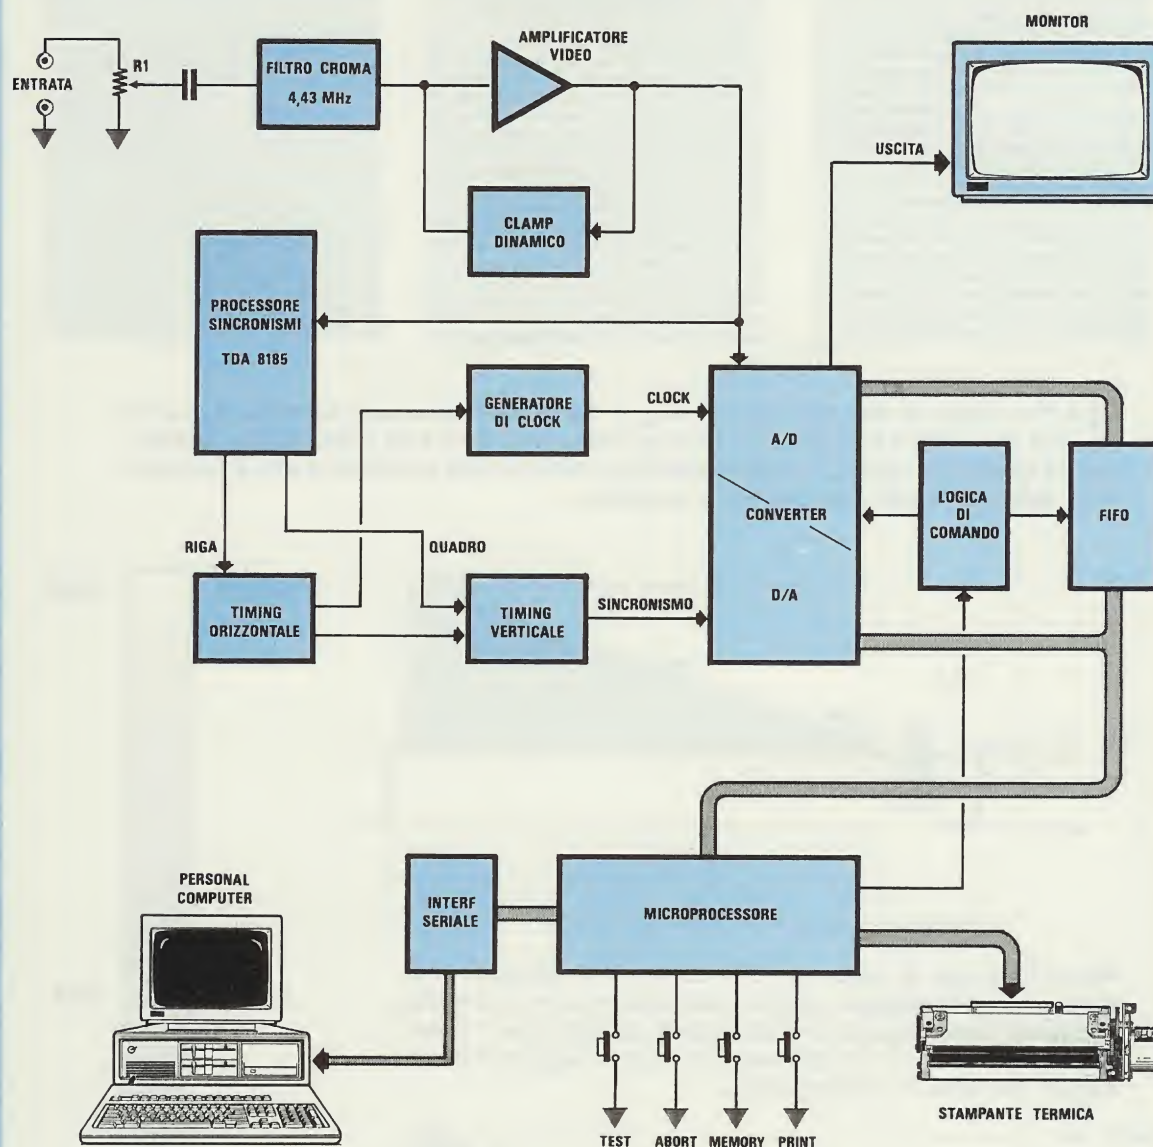 MONITOR
AMPLIFICATORE
VIDEO
R1
ENTRATA
FILTRO CROMA
4,43 MHz
USCITA
CLAMP
DINAMICO
PROCESSORE
SINCRONISMI
TDA 8185
GENERATORE
DI CLOCK
CLOCK
A/D
CONVERTER
D/A
LOGICA
DI
COMANDO
FIFO
RIGA
QUADRO
TIMING
ORIZZONTALE
TIMING
VERTICALE
SINCRONISMO
PERSONAL
COMPUTER
INTERF
SERIALE
MICROPROCESSORE
STAMPANTE TERMICA
TEST
ABORT
MEMORY
PRINT